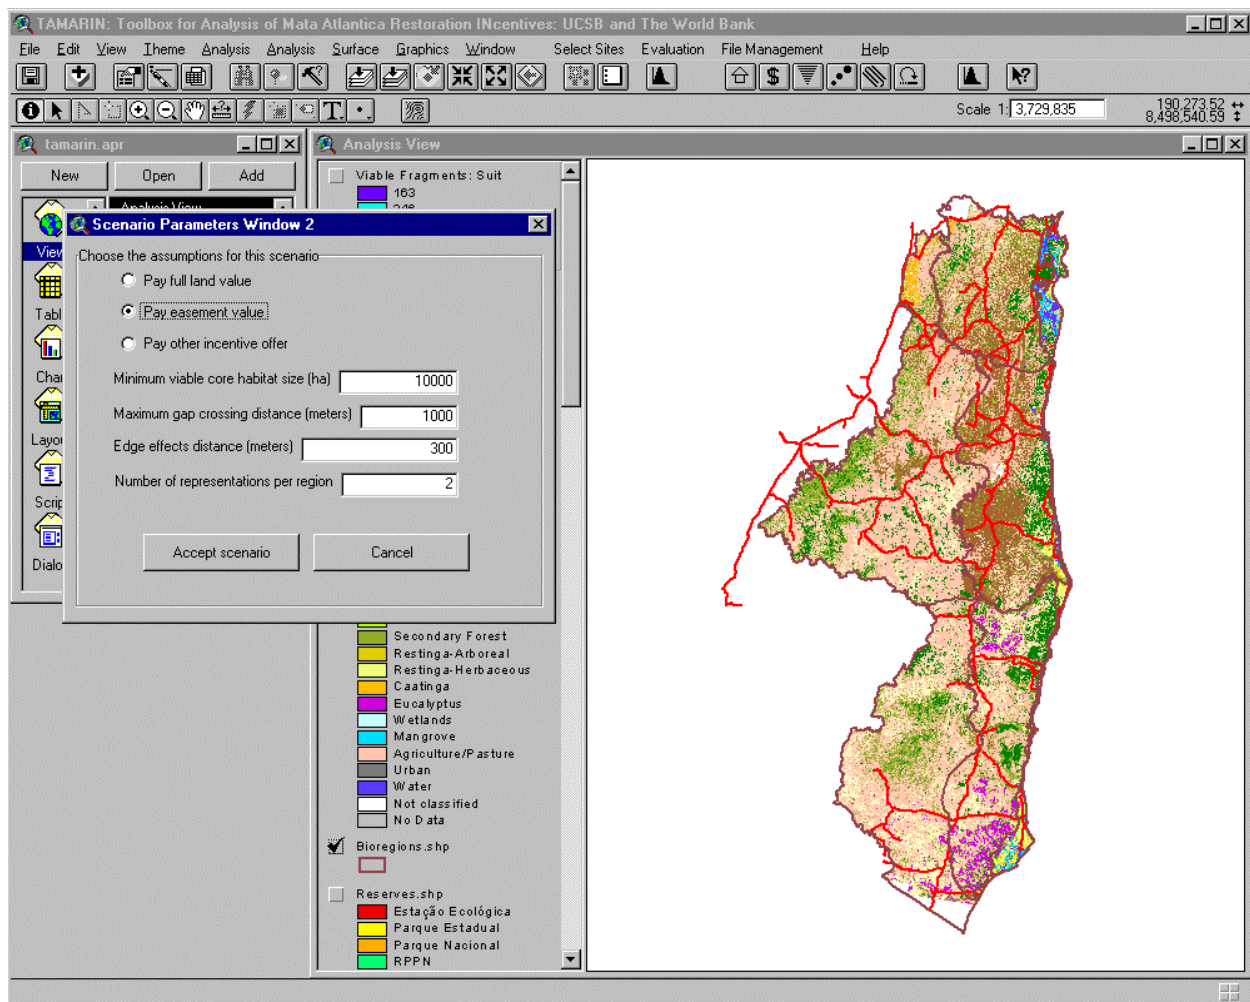 TAMARIN: Toolbox for Analysis of Mata Atlantica Restoration INcentives: UCSB and The World Bank
File Edit View Theme Analysis Analysis Surface Graphics Window Select Sites Evaluation File Management Help
Scale 1: 3,729,835
190,273.52
8,498,540.59
tamarin.apr
New Open Add
Analysis View
View
Tabl
Char
Layou
Scrip
Dialo
Analysis View
Viable Fragments: Suit
163
246
Scenario Parameters Window 2
Choose the assumptions for this scenario
Pay full land value
Pay easement value
Pay other incentive offer
Minimum viable core habitat size (ha) 10000
Maximum gap crossing distance (meters) 1000
Edge effects distance (meters) 300
Number of representations per region 2
Accept scenario Cancel
Secondary Forest
Restinga-Arboreal
Restinga-Herbaceous
Caatinga
Eucalyptus
Wetlands
Mangrove
Agriculture/Pasture
Urban
Water
Not classified
No Data
Bioregions.shp
Reserves.shp
Estação Ecológica
Parque Estadual
Parque Nacional
RPPN